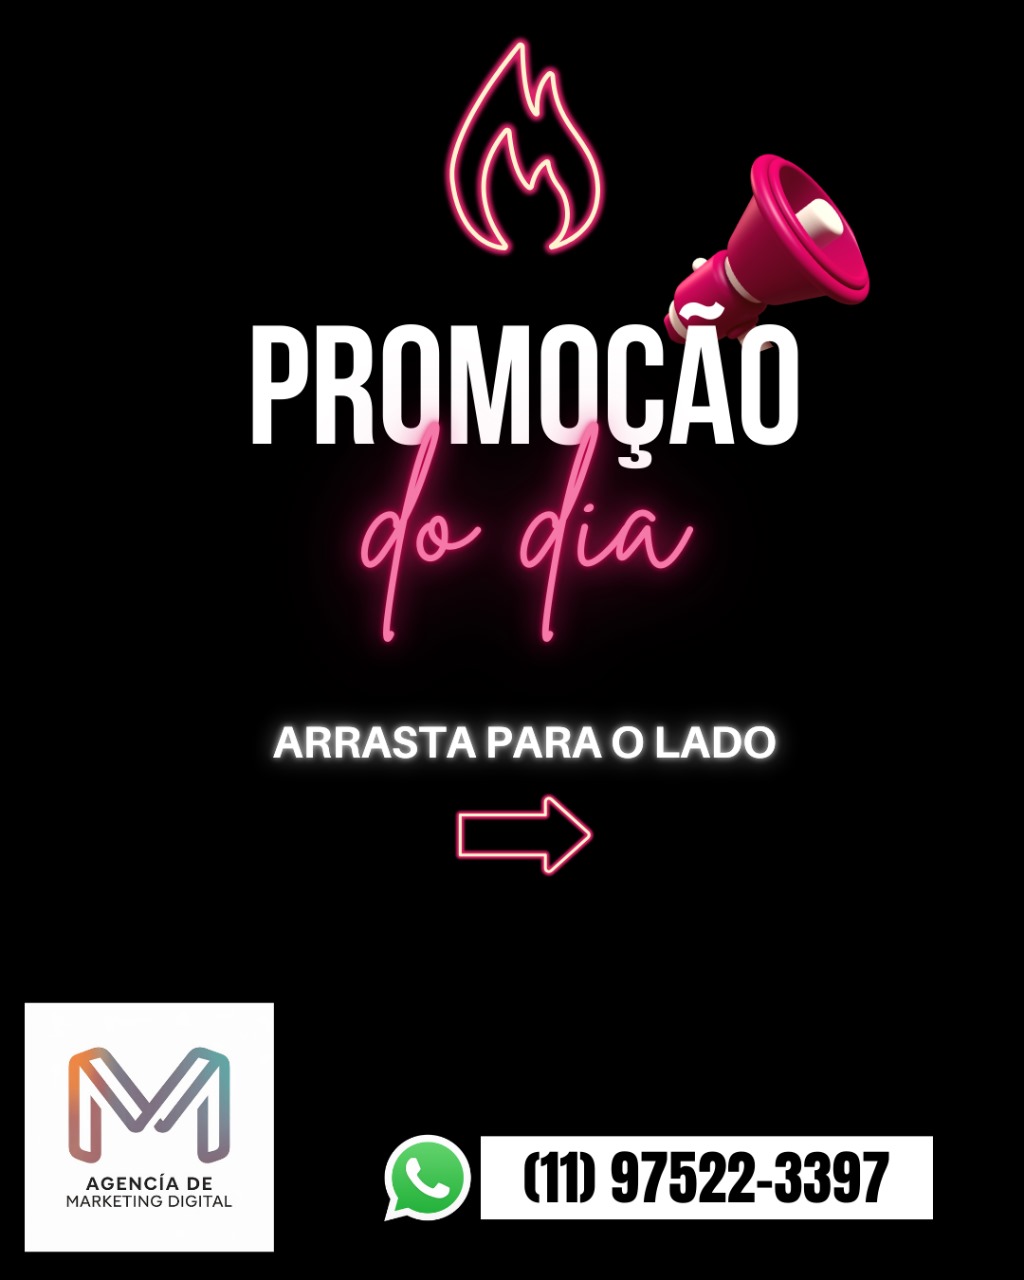 PROMOÇÃO
do dia
ARRASTA PARA O LADO
AGENCÍA DE
MARKETING DIGITAL
(11) 97522-3397